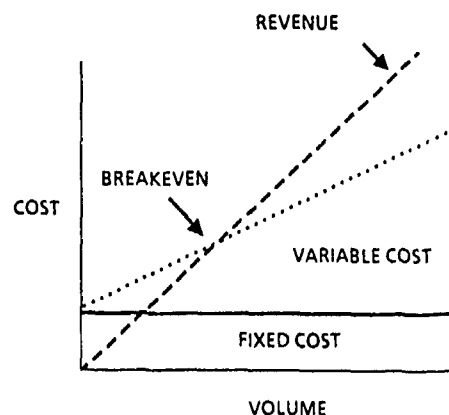 REVENUE
BREAKEVEN
COST
VARIABLE COST
FIXED COST
VOLUME